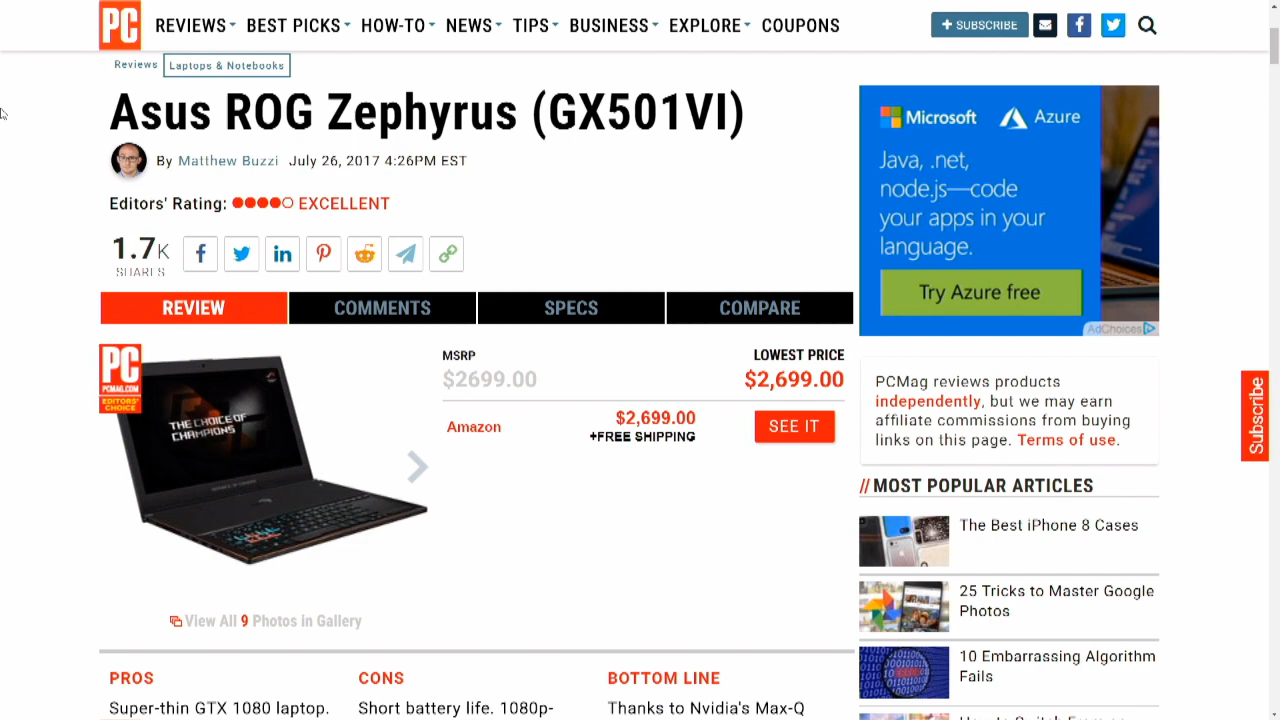 PC
REVIEWS BEST PICKS HOW-TO NEWS TIPS BUSINESS EXPLORE COUPONS
+ SUBSCRIBE
Reviews Laptops & Notebooks
Asus ROG Zephyrus (GX501VI)
By Matthew Buzzi July 26, 2017 4:26PM EST
Editors' Rating: EXCELLENT
1.7K
SHARES
REVIEW COMMENTS SPECS COMPARE
PC
PCMAG.COM
EDITORS'
CHOICE
THE CHOICE OF
CHAMPIONS
MSRP
$2699.00
LOWEST PRICE
$2,699.00
Amazon
$2,699.00
+FREE SHIPPING
SEE IT
View All 9 Photos in Gallery
PROS
Super-thin GTX 1080 laptop.
CONS
Short battery life. 1080p-
BOTTOM LINE
Thanks to Nvidia's Max-Q
Microsoft Azure
Java, .net,
node.js—code
your apps in your
language.
Try Azure free
AdChoices
PCMag reviews products
independently, but we may earn
affiliate commissions from buying
links on this page. Terms of use.
Subscribe
// MOST POPULAR ARTICLES
The Best iPhone 8 Cases
25 Tricks to Master Google
Photos
10 Embarrassing Algorithm
Fails